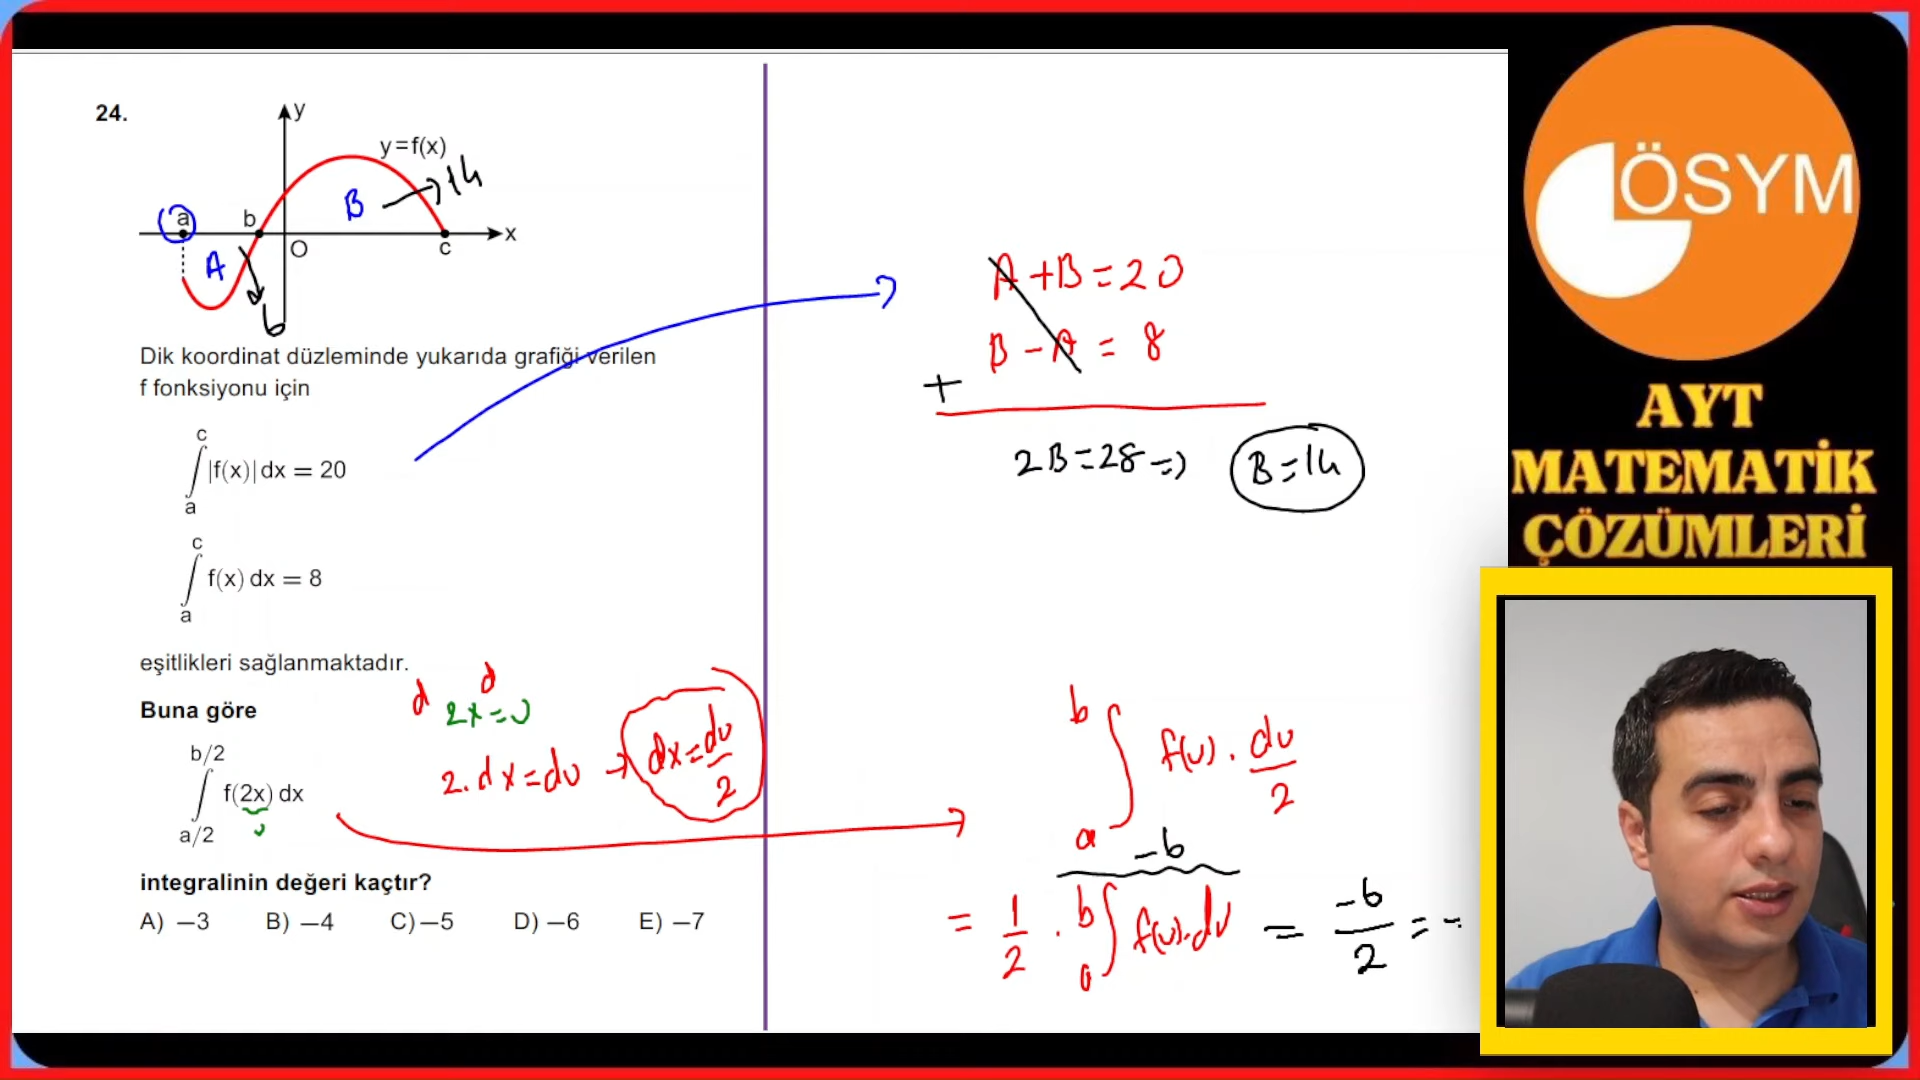 24.
y
y=f(x)
14
B
a
b
x
O
c
A
6
Dik koordinat düzleminde yukarıda grafiği verilen
f fonksiyonu için
c
∫|f(x)|dx = 20
a
c
∫f(x) dx = 8
a
eşitlikleri sağlanmaktadır.
Buna göre
b/2
∫f(2x) dx
a/2
u
integralinin değeri kaçtır?
A) −3 B) −4 C) −5 D) −6 E) −7
d d
2x=u
2.dx=du → dx=du/2
A+B=20
B−A=8
+
2B=28 ⇒ B=14
b
∫f(u).du/2
a
−6
= 1/2 . b∫a f(u).du = −6/2 = −
ÖSYM
AYT
MATEMATİK
ÇÖZÜMLERİ